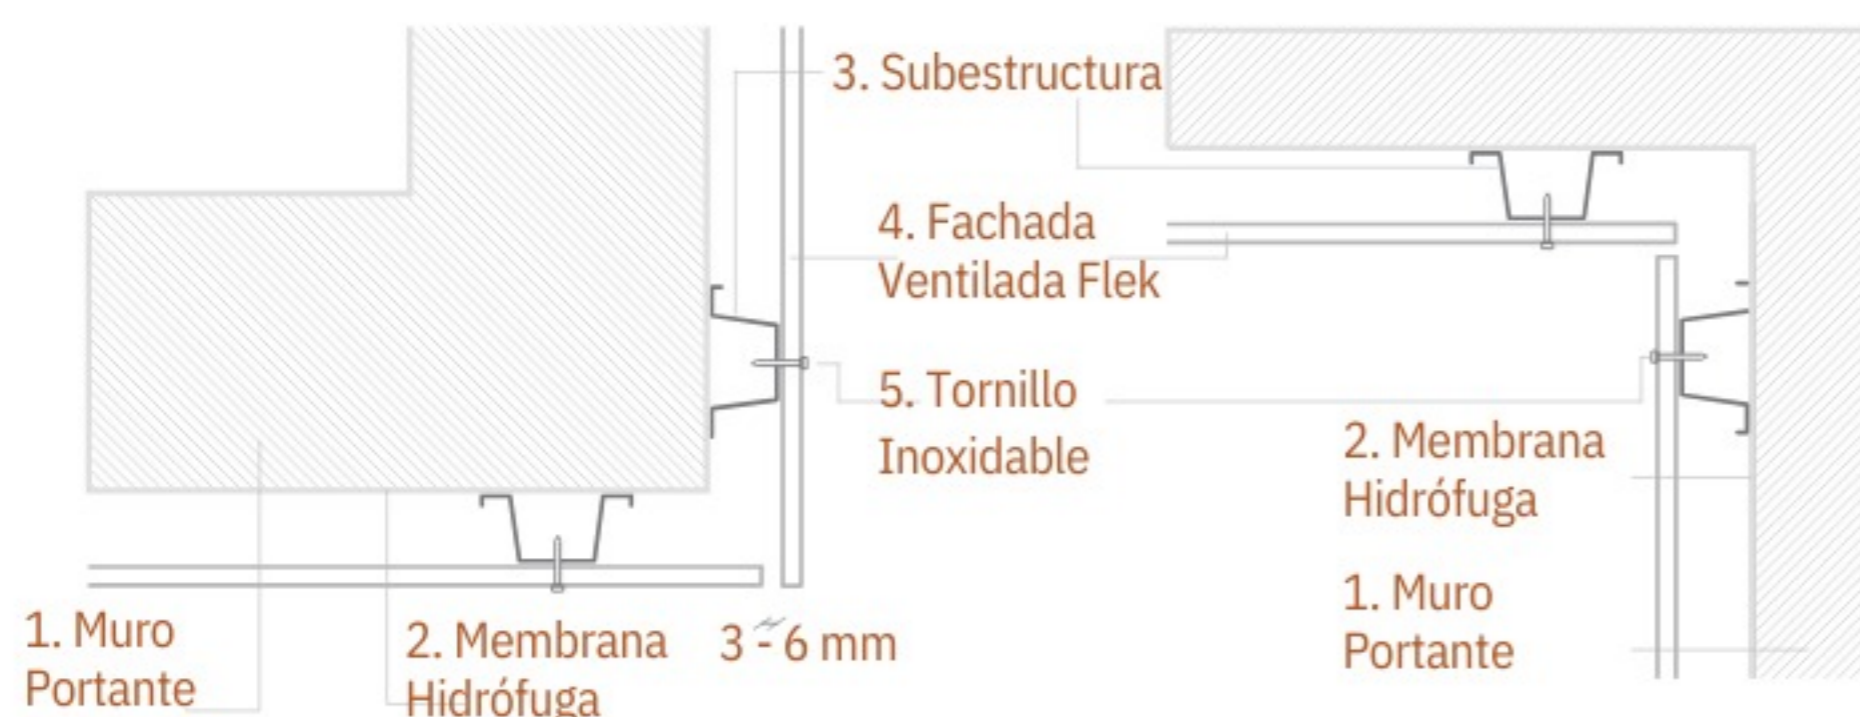 3. Subestructura
4. Fachada
Ventilada Flek
5. Tornillo
Inoxidable
2. Membrana
Hidrófuga
1. Muro
Portante
1. Muro
Portante
2. Membrana
Hidrófuga
3 - 6 mm